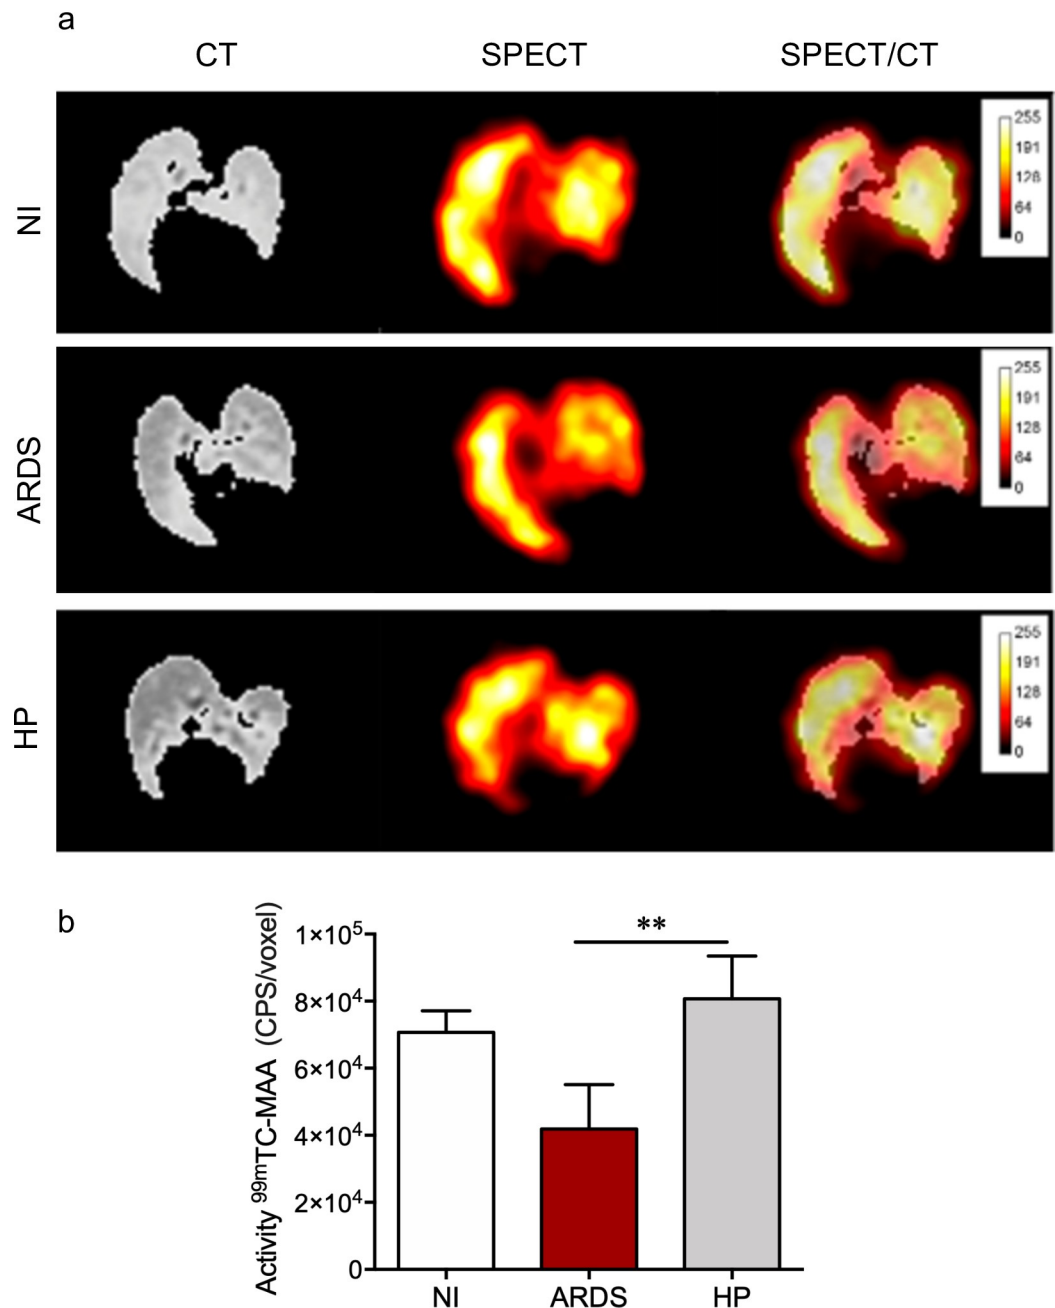 a
CT SPECT SPECT/CT
NI
255
191
128
64
0
ARDS
255
191
128
64
0
HP
255
191
128
64
0
b
Activity ⁹⁹ᵐTC-MAA (CPS/voxel)
1×10⁵
8×10⁴
6×10⁴
4×10⁴
2×10⁴
0
**
NI ARDS HP